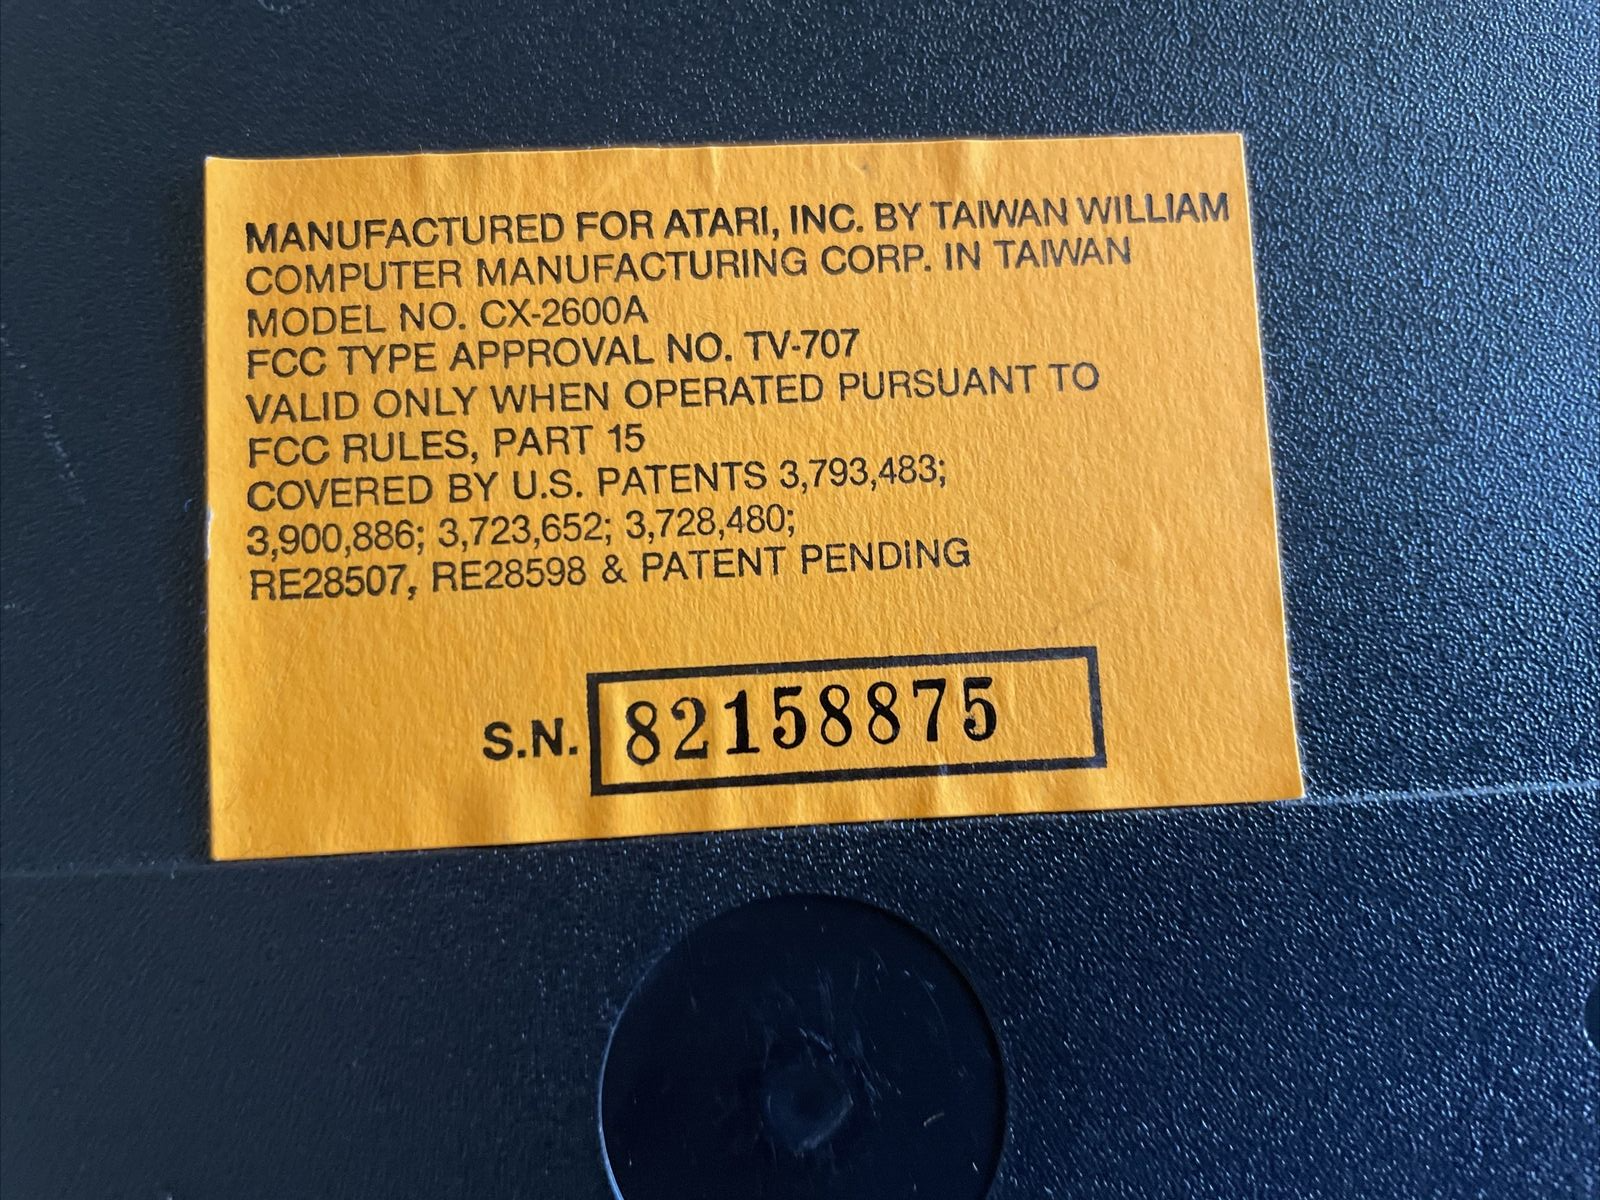 MANUFACTURED FOR ATARI, INC. BY TAIWAN WILLIAM
COMPUTER MANUFACTURING CORP. IN TAIWAN
MODEL NO. CX-2600A
FCC TYPE APPROVAL NO. TV-707
VALID ONLY WHEN OPERATED PURSUANT TO
FCC RULES, PART 15
COVERED BY U.S. PATENTS 3,793,483;
3,900,886; 3,723,652; 3,728,480;
RE28507, RE28598 & PATENT PENDING
S.N. 82158875